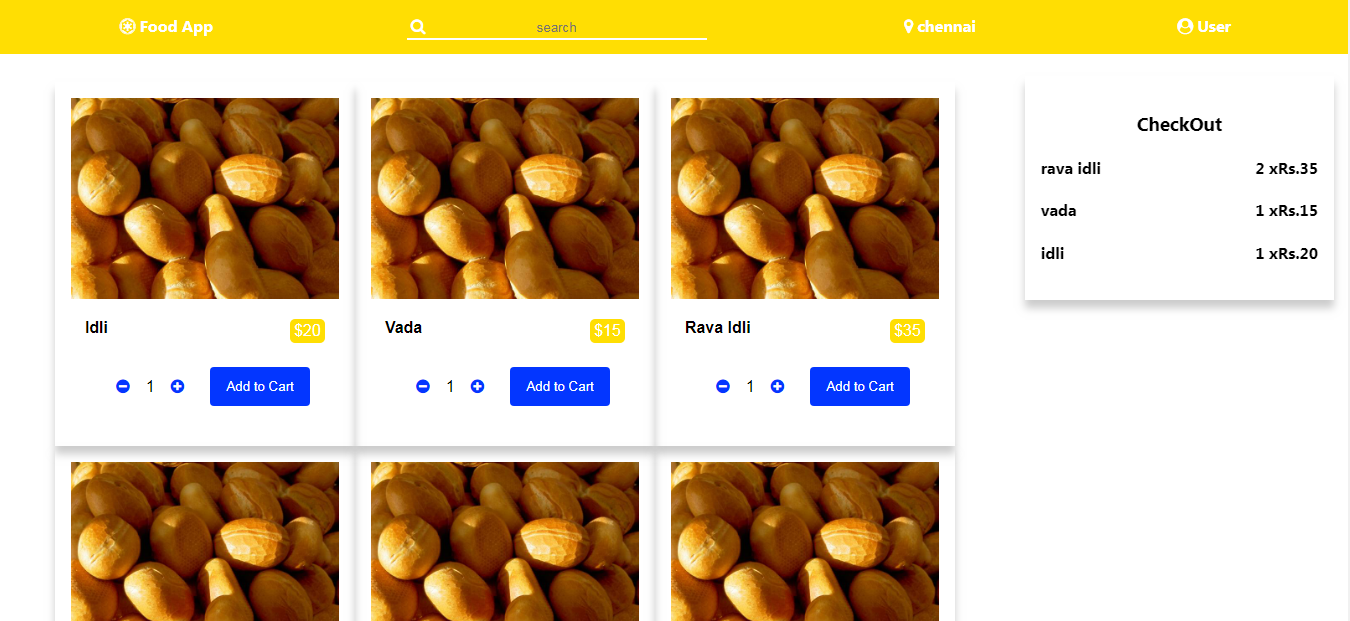 Food App
search
chennai
User
CheckOut
rava idli 2 xRs.35
vada 1 xRs.15
idli 1 xRs.20
Idli $20
1 Add to Cart
Vada $15
1 Add to Cart
Rava Idli $35
1 Add to Cart